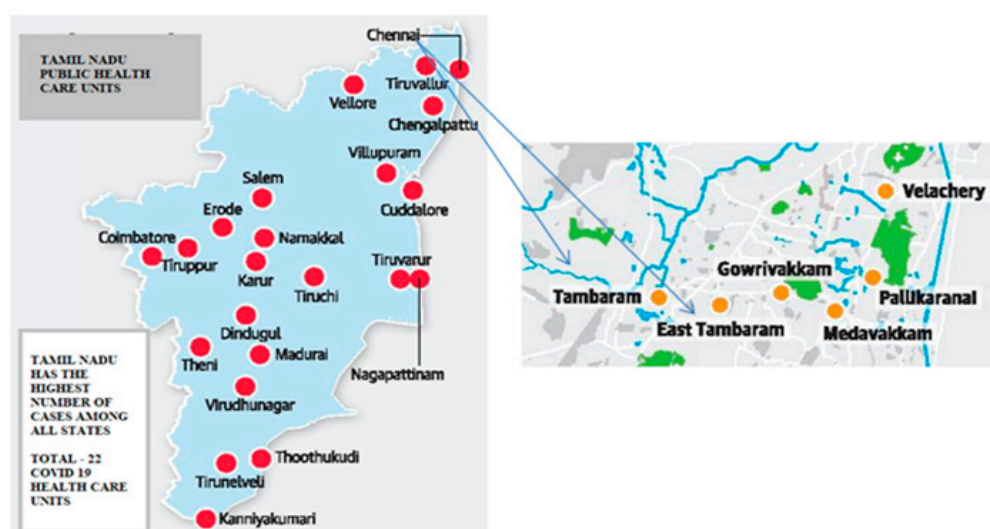 TAMIL NADU
PUBLIC HEALTH
CARE UNITS
Chennai
Tiruvallur
Vellore
Chengalpattu
Villupuram
Salem
Cuddalore
Erode
Coimbatore
Namakkal
Tiruppur
Karur
Tiruvarur
Tiruchi
Dindugul
Theni
Madurai
Nagapattinam
Virudhunagar
Thoothukudi
Tirunelveli
Kanniyakumari
TAMIL NADU
HAS THE
HIGHEST
NUMBER OF
CASES AMONG
ALL STATES
TOTAL - 22
COVID 19
HEALTH CARE
UNITS
Velachery
Gowrivakkam
Tambaram
Pallikaranai
East Tambaram
Medavakkam